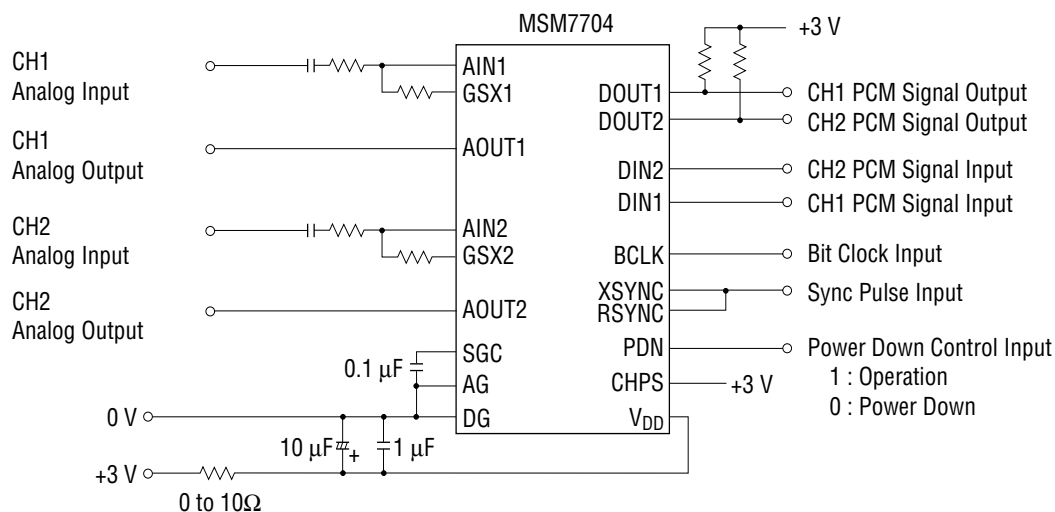 MSM7704
+3 V
CH1
Analog Input
AIN1
GSX1
DOUT1
CH1 PCM Signal Output
DOUT2
CH2 PCM Signal Output
CH1
Analog Output
AOUT1
DIN2
CH2 PCM Signal Input
DIN1
CH1 PCM Signal Input
CH2
Analog Input
AIN2
GSX2
BCLK
Bit Clock Input
XSYNC
RSYNC
Sync Pulse Input
CH2
Analog Output
AOUT2
SGC
0.1 μF
AG
PDN
Power Down Control Input
1 : Operation
0 : Power Down
CHPS
+3 V
0 V
DG
VDD
10 μF
+
1 μF
+3 V
0 to 10Ω